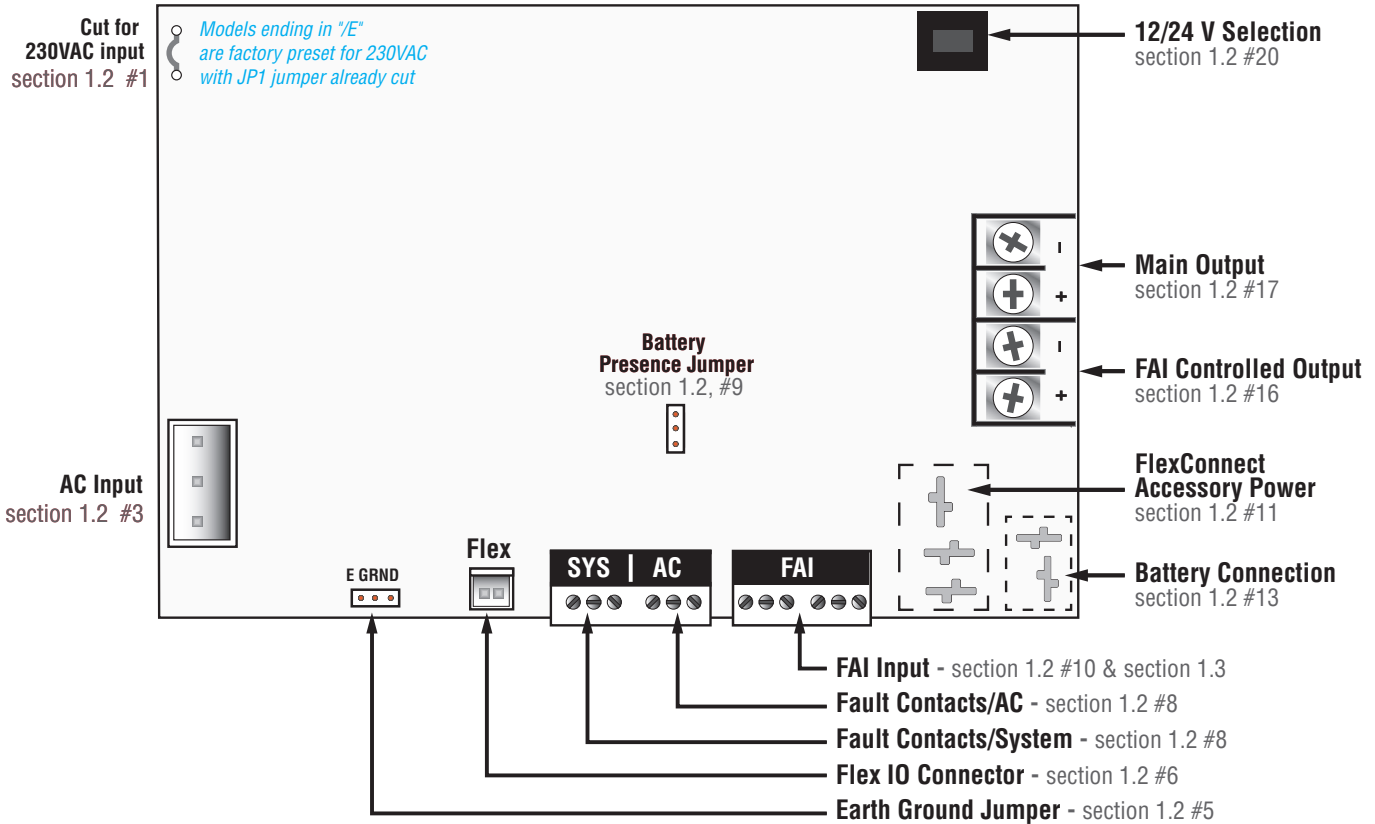 Cut for
230VAC input
section 1.2 #1
Models ending in "/E"
are factory preset for 230VAC
with JP1 jumper already cut
12/24 V Selection
section 1.2 #20
–
+
–
+
Main Output
section 1.2 #17
FAI Controlled Output
section 1.2 #16
Battery
Presence Jumper
section 1.2, #9
AC Input
section 1.2 #3
FlexConnect
Accessory Power
section 1.2 #11
Battery Connection
section 1.2 #13
E GRND
Flex
SYS | AC
FAI
FAI Input - section 1.2 #10 & section 1.3
Fault Contacts/AC - section 1.2 #8
Fault Contacts/System - section 1.2 #8
Flex IO Connector - section 1.2 #6
Earth Ground Jumper - section 1.2 #5